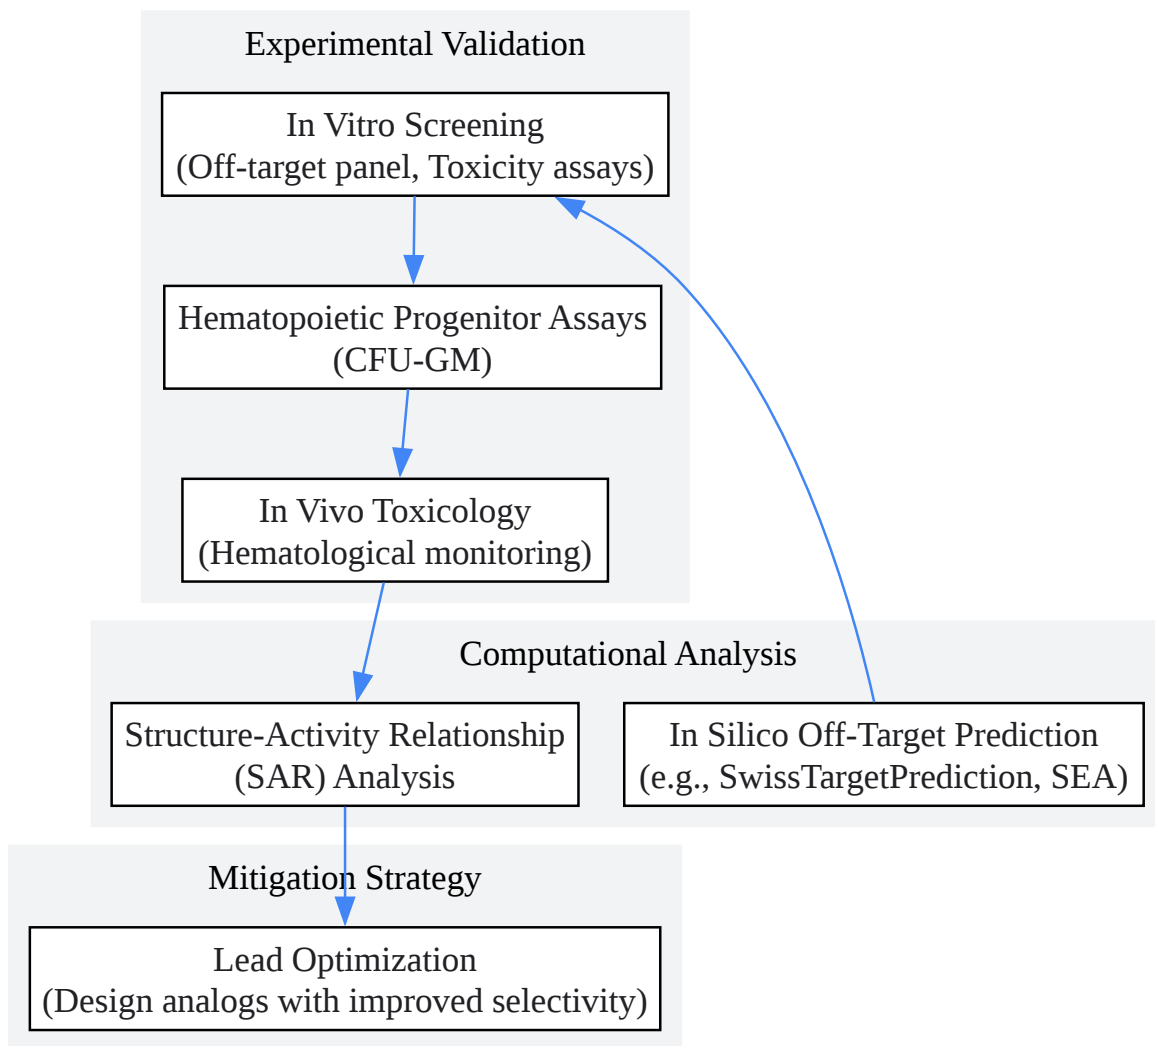 Experimental Validation
In Vitro Screening
(Off-target panel, Toxicity assays)
Hematopoietic Progenitor Assays
(CFU-GM)
In Vivo Toxicology
(Hematological monitoring)
Computational Analysis
Structure-Activity Relationship
(SAR) Analysis
In Silico Off-Target Prediction
(e.g., SwissTargetPrediction, SEA)
Mitigation Strategy
Lead Optimization
(Design analogs with improved selectivity)